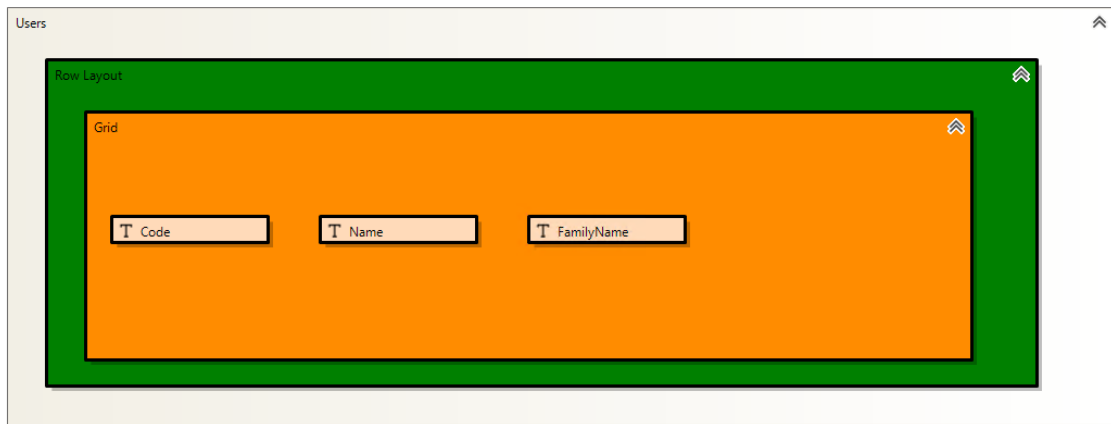 Users
Row Layout
Grid
T Code
T Name
T FamilyName